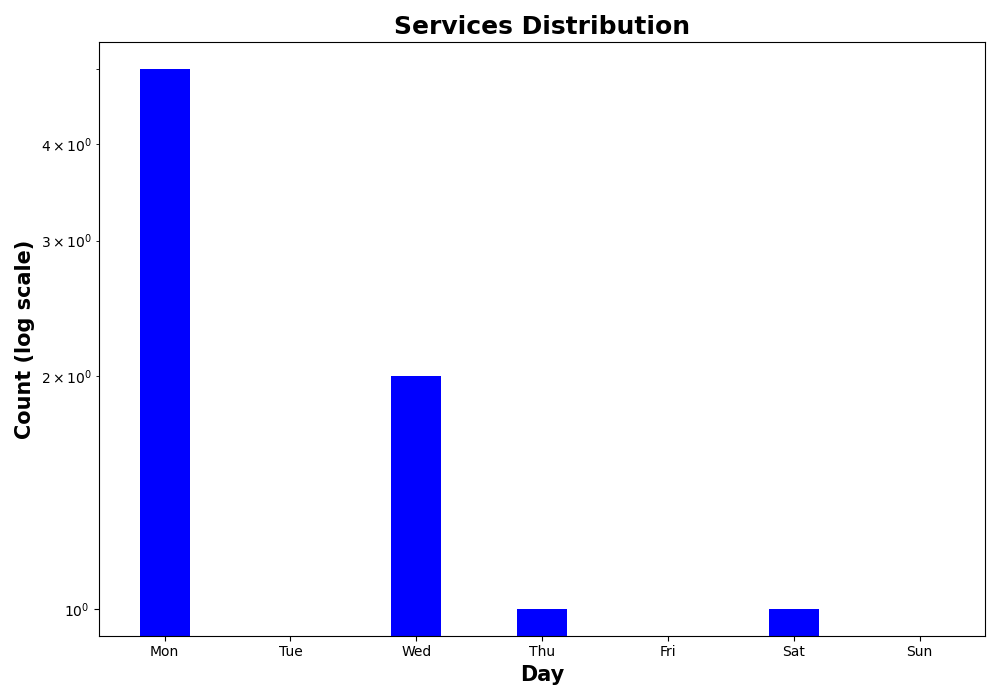 Services Distribution
Count (log scale)
4 × 10⁰
3 × 10⁰
2 × 10⁰
10⁰
Mon Tue Wed Thu Fri Sat Sun
Day